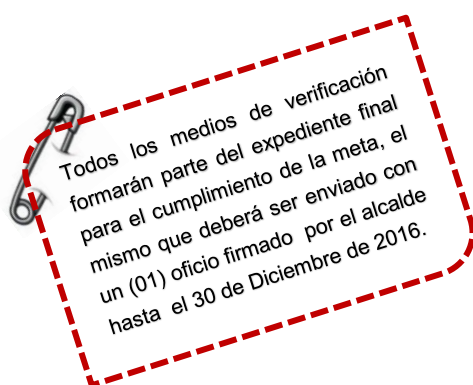 Todos los medios de verificación
formarán parte del expediente final
para el cumplimiento de la meta, el
mismo que deberá ser enviado con
un (01) oficio firmado por el alcalde
hasta el 30 de Diciembre de 2016.